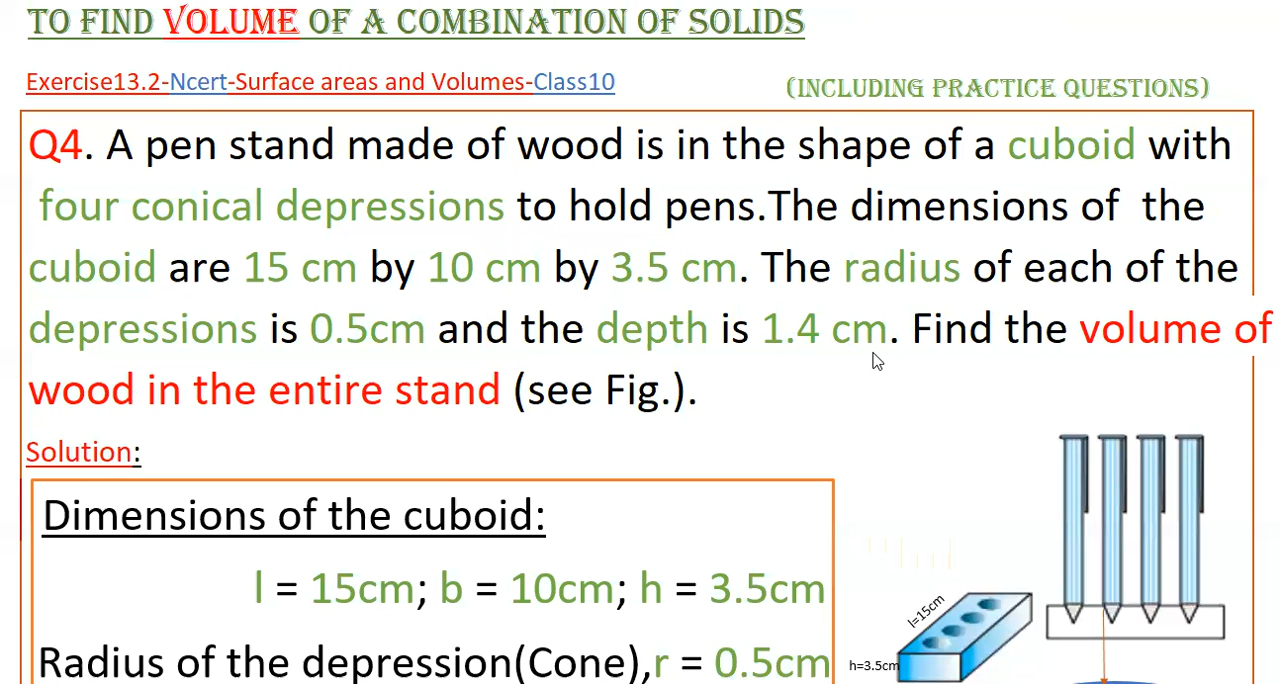 TO FIND VOLUME OF A COMBINATION OF SOLIDS
Exercise13.2-Ncert-Surface areas and Volumes-Class10
(INCLUDING PRACTICE QUESTIONS)
Q4. A pen stand made of wood is in the shape of a cuboid with
four conical depressions to hold pens.The dimensions of the
cuboid are 15 cm by 10 cm by 3.5 cm. The radius of each of the
depressions is 0.5cm and the depth is 1.4 cm. Find the volume of
wood in the entire stand (see Fig.).
Solution:
Dimensions of the cuboid:
l = 15cm; b = 10cm; h = 3.5cm
Radius of the depression(Cone),r = 0.5cm
l=15cm
h=3.5cm